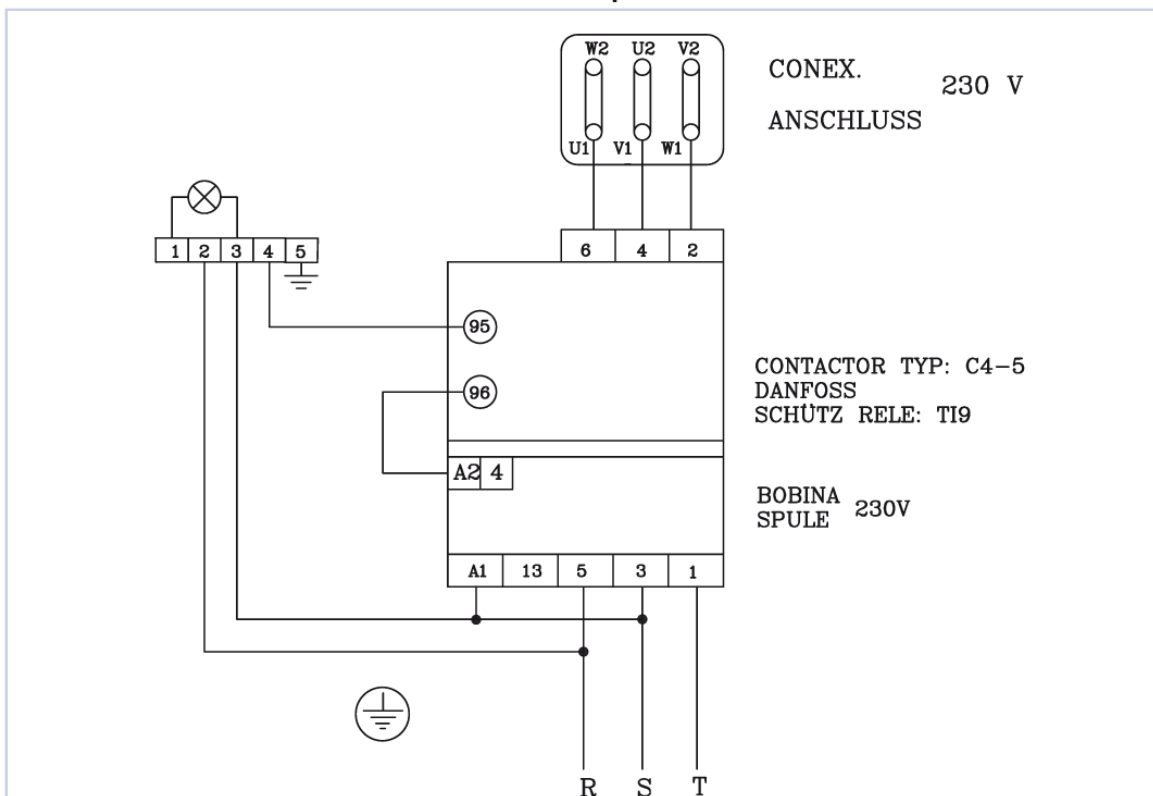 W2 U2 V2
U1 V1 W1
CONEX.
ANSCHLUSS
230 V
1 2 3 4 5
6 4 2
95
96
CONTACTOR TYP: C4-5
DANFOSS
SCHÜTZ RELE: TI9
A2 4
BOBINA
SPULE
230V
A1 13 5 3 1
R S T